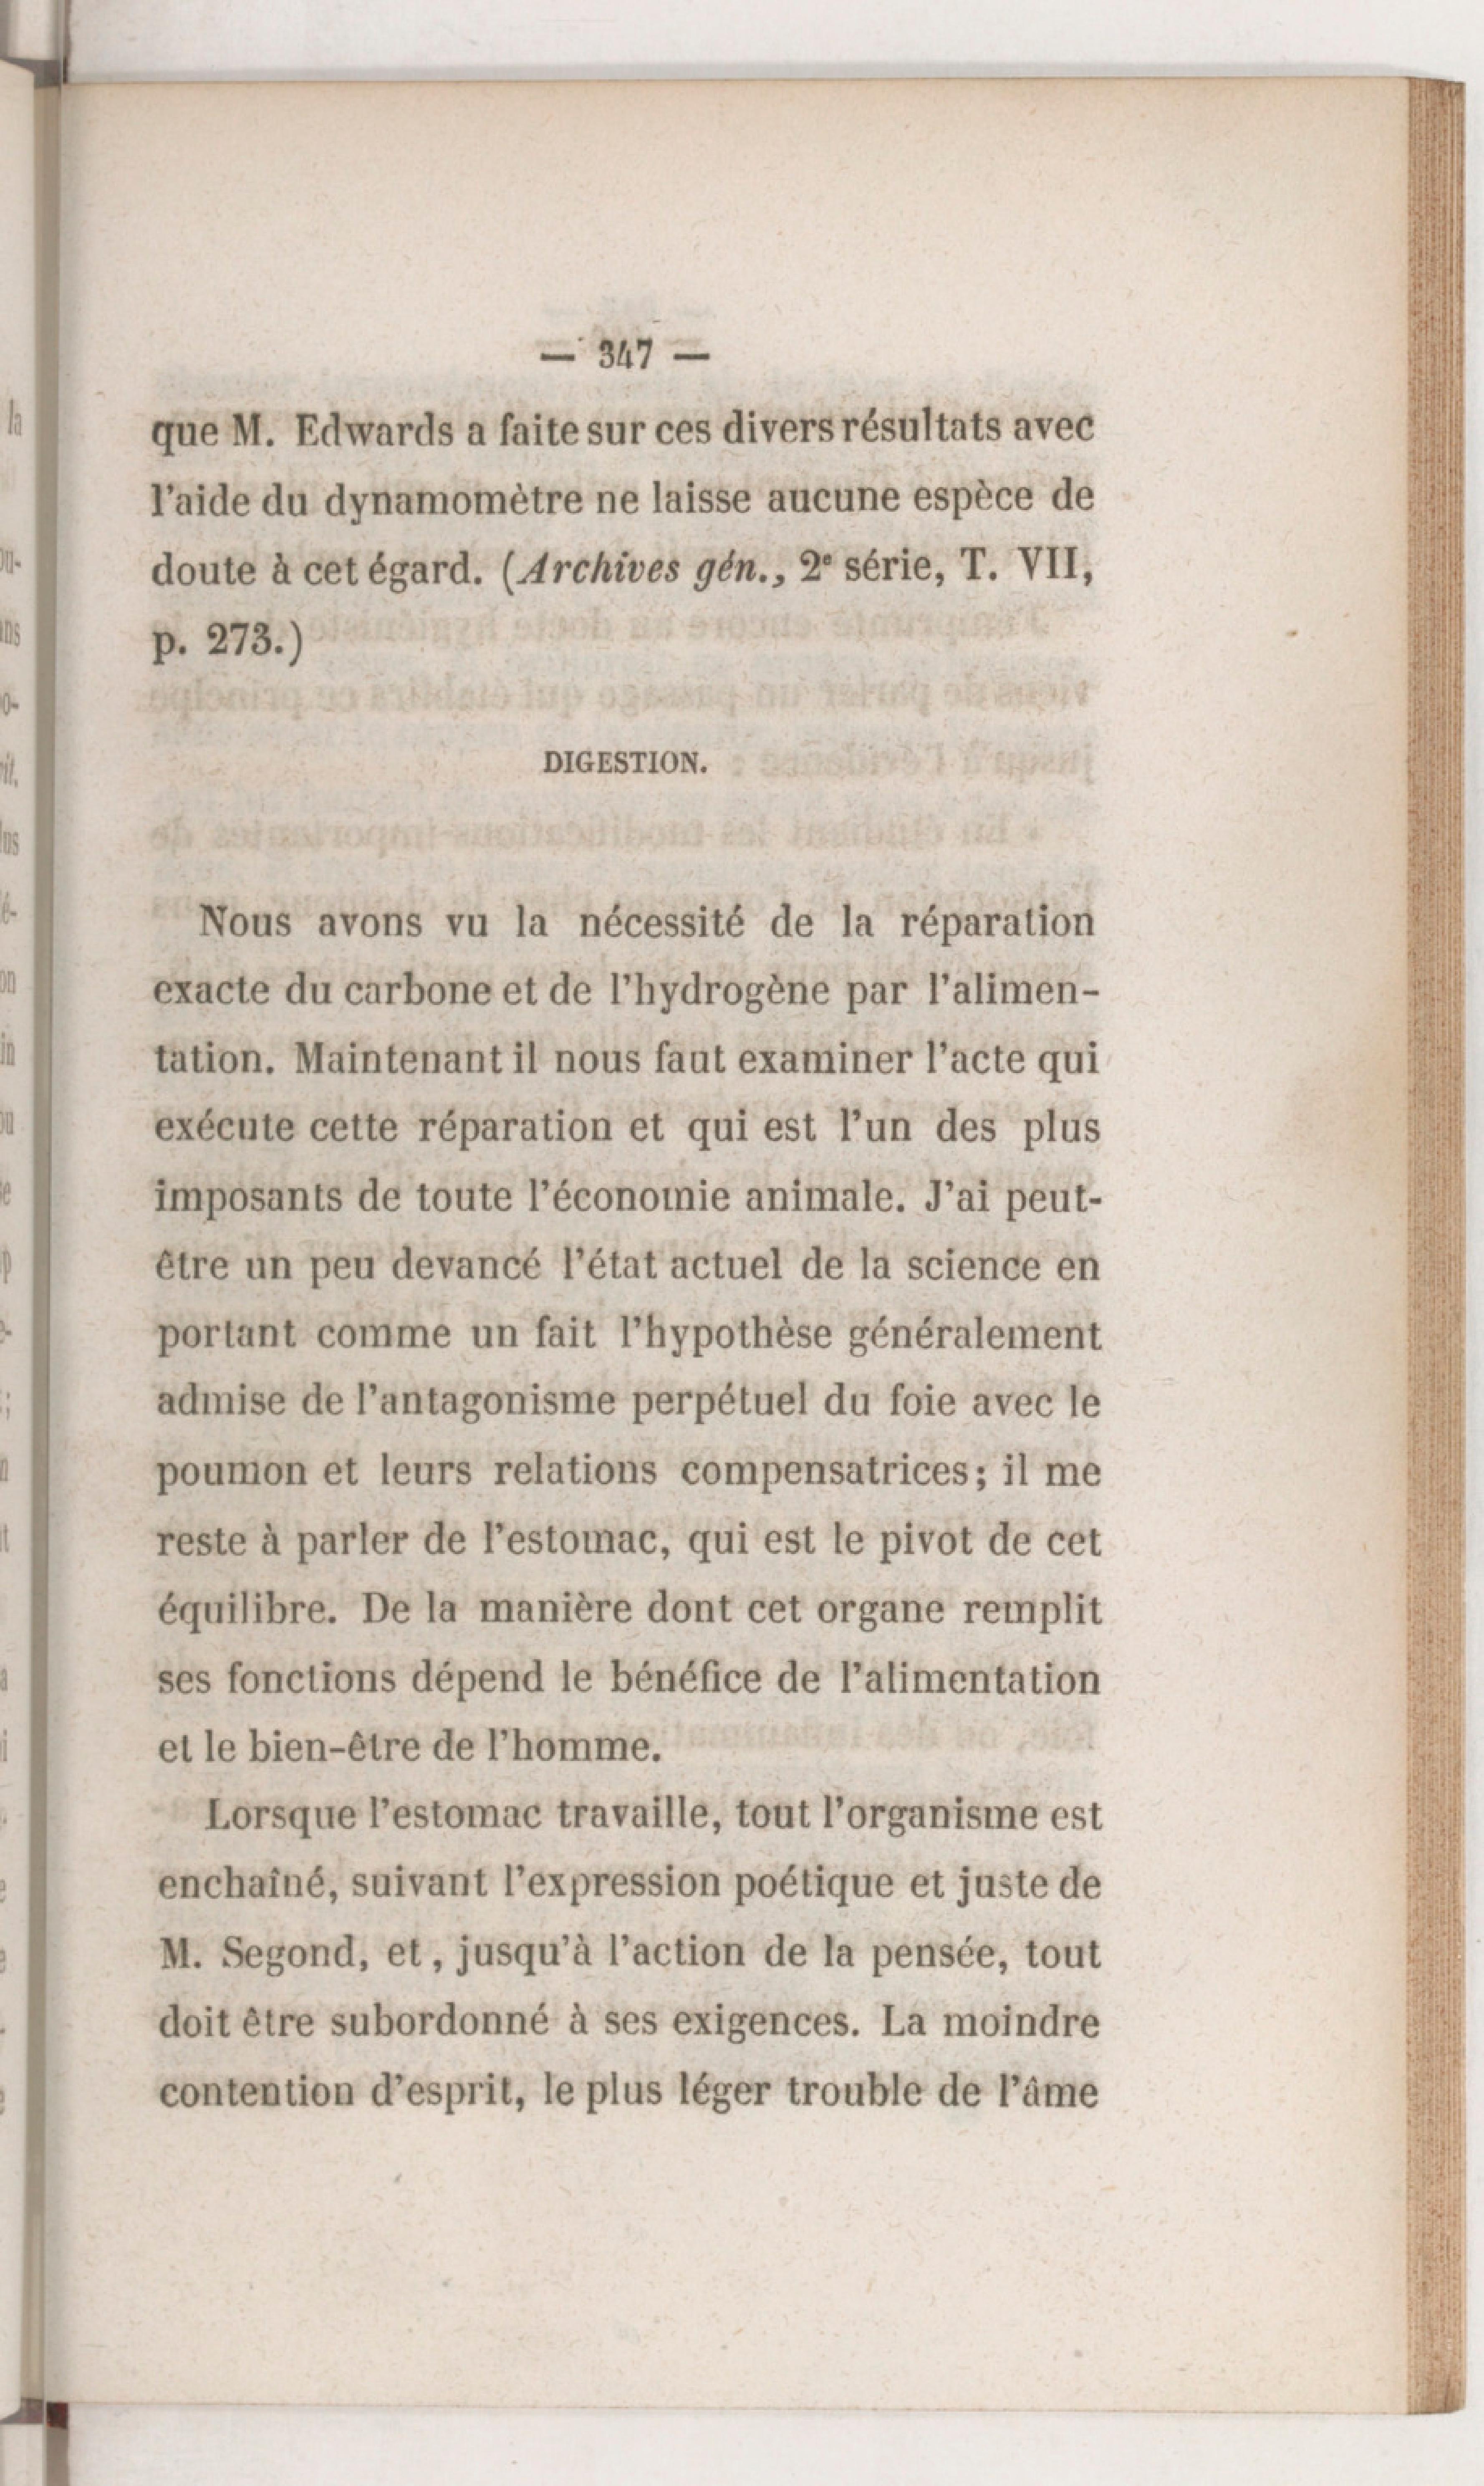 — 347 —
que M. Edwards a faite sur ces divers résultats avec
l'aide du dynamomètre ne laisse aucune espèce de
doute à cet égard. (Archives gén., 2e série, T. VII,
p. 273.)
DIGESTION.
Nous avons vu la nécessité de la réparation
exacte du carbone et de l'hydrogène par l'alimen-
tation. Maintenant il nous faut examiner l'acte qui
exécute cette réparation et qui est l'un des plus
imposants de toute l'économie animale. J'ai peut-
être un peu devancé l'état actuel de la science en
portant comme un fait l'hypothèse généralement
admise de l'antagonisme perpétuel du foie avec le
poumon et leurs relations compensatrices; il me
reste à parler de l'estomac, qui est le pivot de cet
équilibre. De la manière dont cet organe remplit
ses fonctions dépend le bénéfice de l'alimentation
et le bien-être de l'homme.
Lorsque l'estomac travaille, tout l'organisme est
enchaîné, suivant l'expression poétique et juste de
M. Segond, et, jusqu'à l'action de la pensée, tout
doit être subordonné à ses exigences. La moindre
contention d'esprit, le plus léger trouble de l'âme